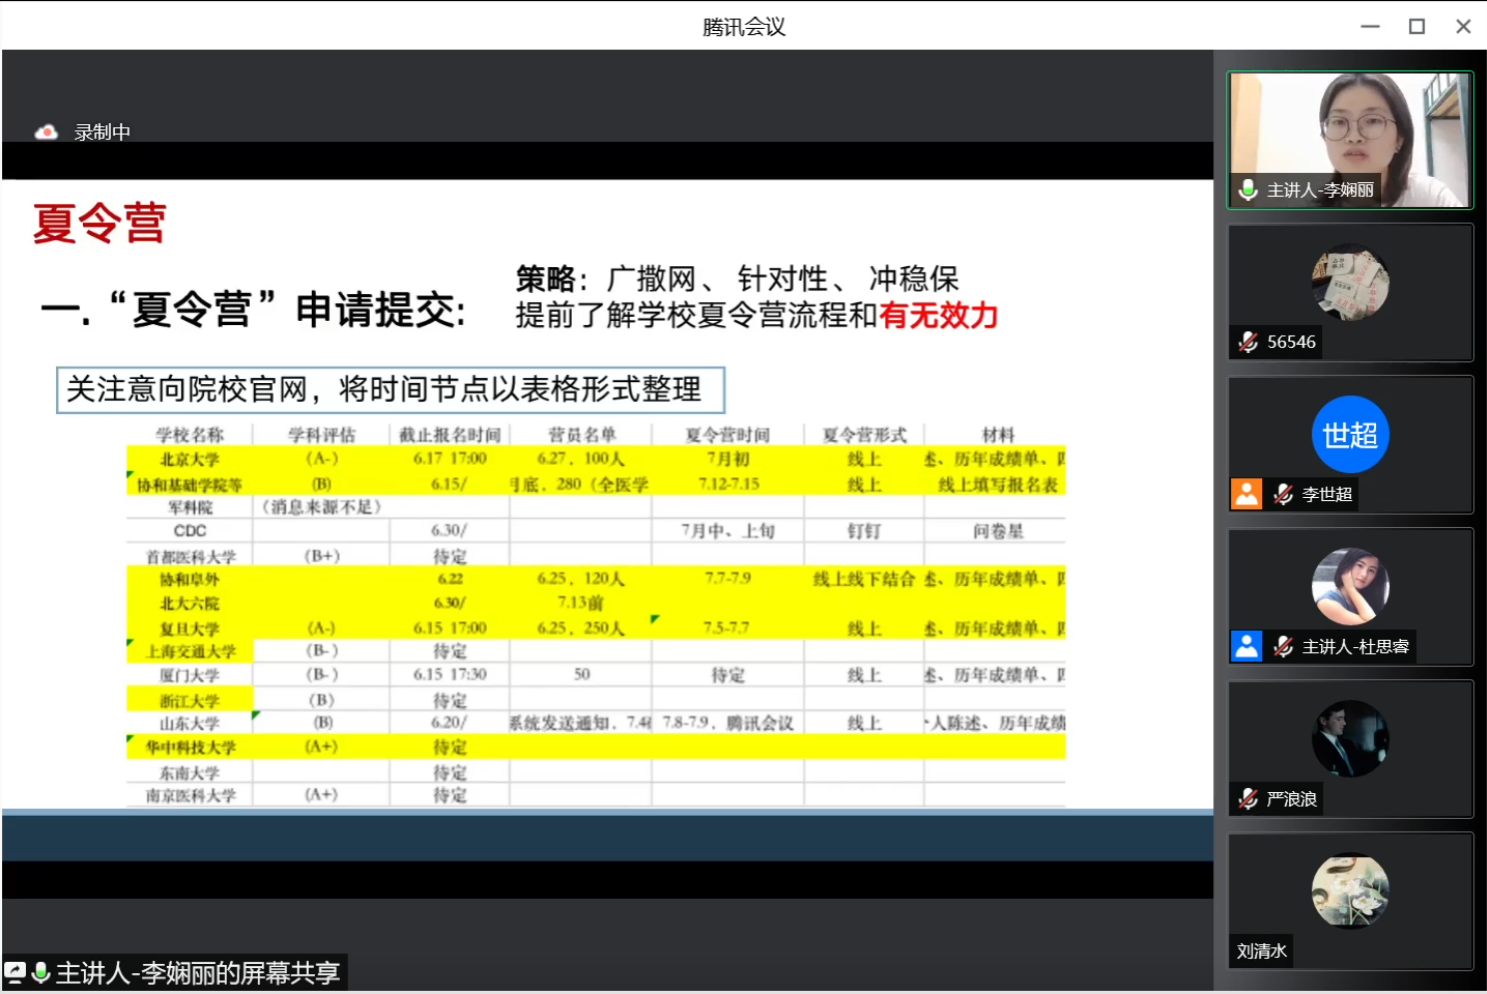 腾讯会议
录制中
夏令营
一.“夏令营”申请提交:
策略: 广撒网、 针对性、 冲稳保
提前了解学校夏令营流程和有无效力
关注意向院校官网，将时间节点以表格形式整理
学校名称 学科评估 截止报名时间 营员名单 夏令营时间 夏令营形式 材料
北京大学 (A-) 6.17 17:00 6.27，100人 7月初 线上 述、历年成绩单、
协和基础学院等 (B) 6.15/ 月底，280（全医学 7.12-7.15 线上 线上填写报名表
军科院 （消息来源不足）
CDC 6.30/ 7月中、上旬 钉钉 问卷星
首都医科大学 (B+) 待定
协和阜外 6.22 6.25，120人 7.7-7.9 线上线下结合 述、历年成绩单、
北大六院 6.30/ 7.13前
复旦大学 (A-) 6.15 17:00 6.25，250人 7.5-7.7 线上 述、历年成绩单、
上海交通大学 (B-) 待定
厦门大学 (B-) 6.15 17:30 50 待定 线上 述、历年成绩单、
浙江大学 (B) 待定
山东大学 (B) 6.20/ 系统发送通知，7.4 7.8-7.9，腾讯会议 线上 人陈述、历年成绩
华中科技大学 (A+) 待定
东南大学 待定
南京医科大学 (A+) 待定
主讲人-李娴丽的屏幕共享
主讲人-李娴丽
56546
世超
李世超
主讲人-杜思睿
严浪浪
刘清水